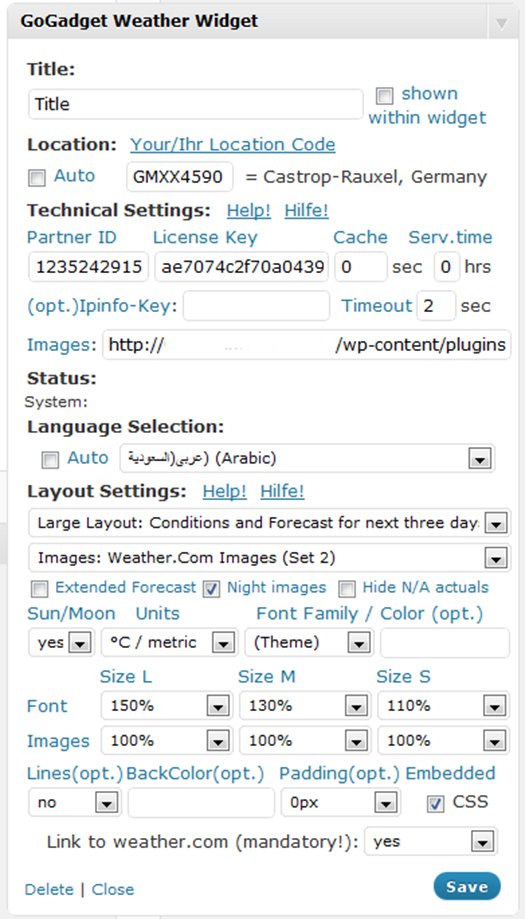 GoGadget Weather Widget
Title:
Title
shown
within widget
Location: Your/Ihr Location Code
Auto GMXX4590 = Castrop-Rauxel, Germany
Technical Settings: Help! Hilfe!
Partner ID License Key Cache Serv.time
1235242915 ae7074c2f70a0439 0 sec 0 hrs
(opt.)Ipinfo-Key: Timeout 2 sec
Images: http:// /wp-content/plugins
Status:
System:
Language Selection:
Auto عربي(السعودية) (Arabic)
Layout Settings: Help! Hilfe!
Large Layout: Conditions and Forecast for next three day
Images: Weather.Com Images (Set 2)
Extended Forecast Night images Hide N/A actuals
Sun/Moon Units Font Family / Color (opt.)
yes °C / metric (Theme)
Size L Size M Size S
Font 150% 130% 110%
Images 100% 100% 100%
Lines(opt.) BackColor(opt.) Padding(opt.) Embedded
no 0px CSS
Link to weather.com (mandatory!): yes
Delete | Close Save